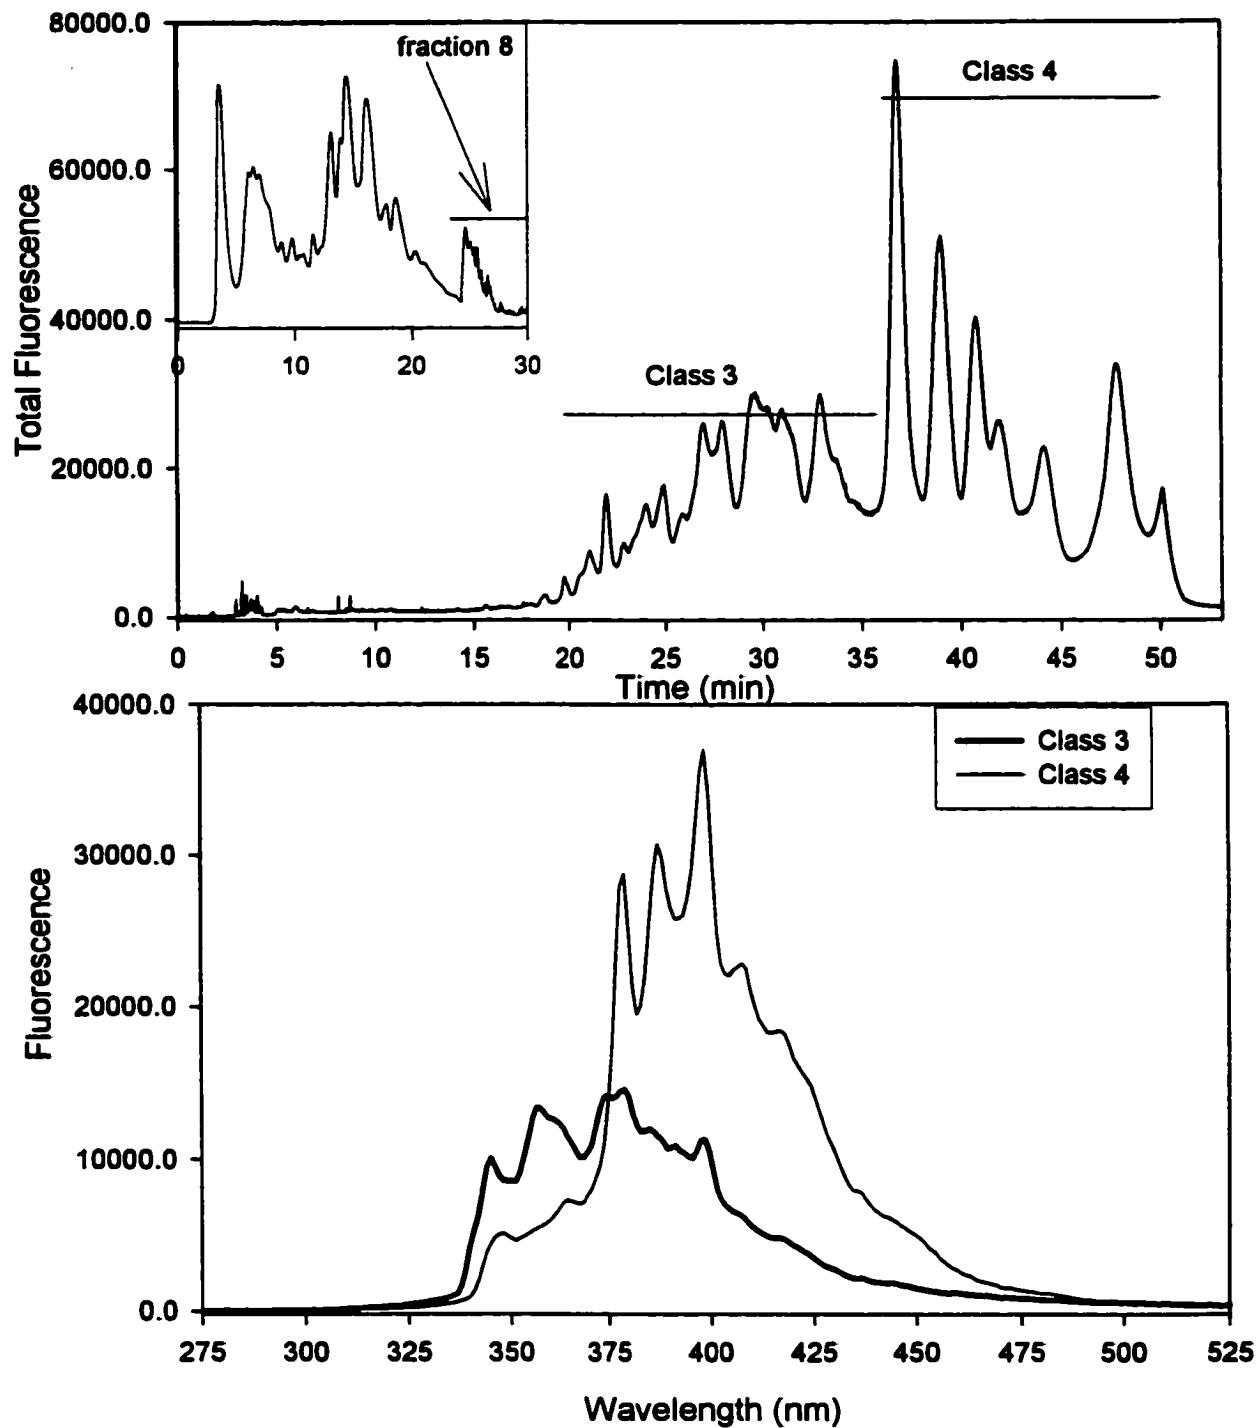 80000.0
60000.0
40000.0
20000.0
0.0
Total Fluorescence
fraction 8
0 10 20 30
Class 3
Class 4
0 5 10 15 20 25 30 35 40 45 50
Time (min)
40000.0
30000.0
20000.0
10000.0
0.0
Fluorescence
Class 3
Class 4
275 300 325 350 375 400 425 450 475 500 525
Wavelength (nm)